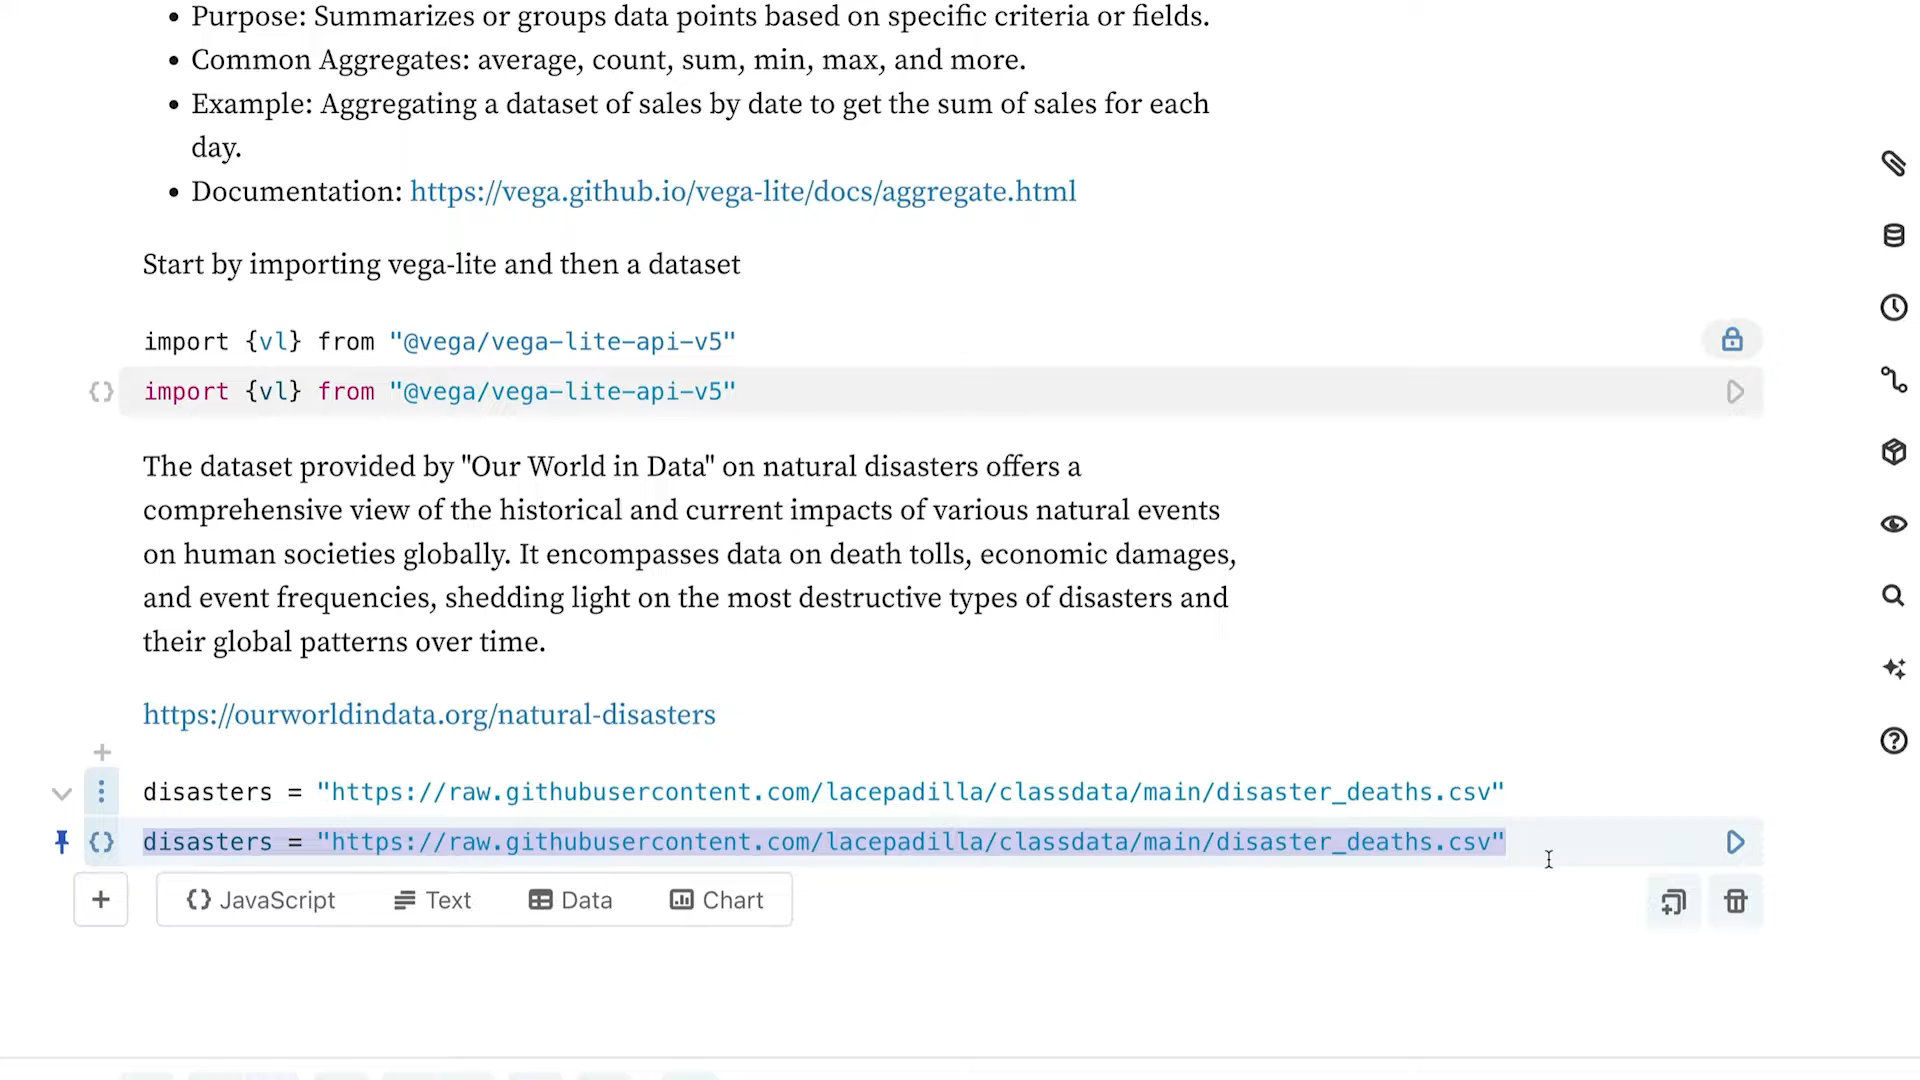 • Purpose: Summarizes or groups data points based on specific criteria or fields.
• Common Aggregates: average, count, sum, min, max, and more.
• Example: Aggregating a dataset of sales by date to get the sum of sales for each
day.
• Documentation: https://vega.github.io/vega-lite/docs/aggregate.html
Start by importing vega-lite and then a dataset
import {vl} from "@vega/vega-lite-api-v5"
import {vl} from "@vega/vega-lite-api-v5"
The dataset provided by "Our World in Data" on natural disasters offers a
comprehensive view of the historical and current impacts of various natural events
on human societies globally. It encompasses data on death tolls, economic damages,
and event frequencies, shedding light on the most destructive types of disasters and
their global patterns over time.
https://ourworldindata.org/natural-disasters
disasters = "https://raw.githubusercontent.com/lacepadilla/classdata/main/disaster_deaths.csv"
disasters = "https://raw.githubusercontent.com/lacepadilla/classdata/main/disaster_deaths.csv"
JavaScript Text Data Chart